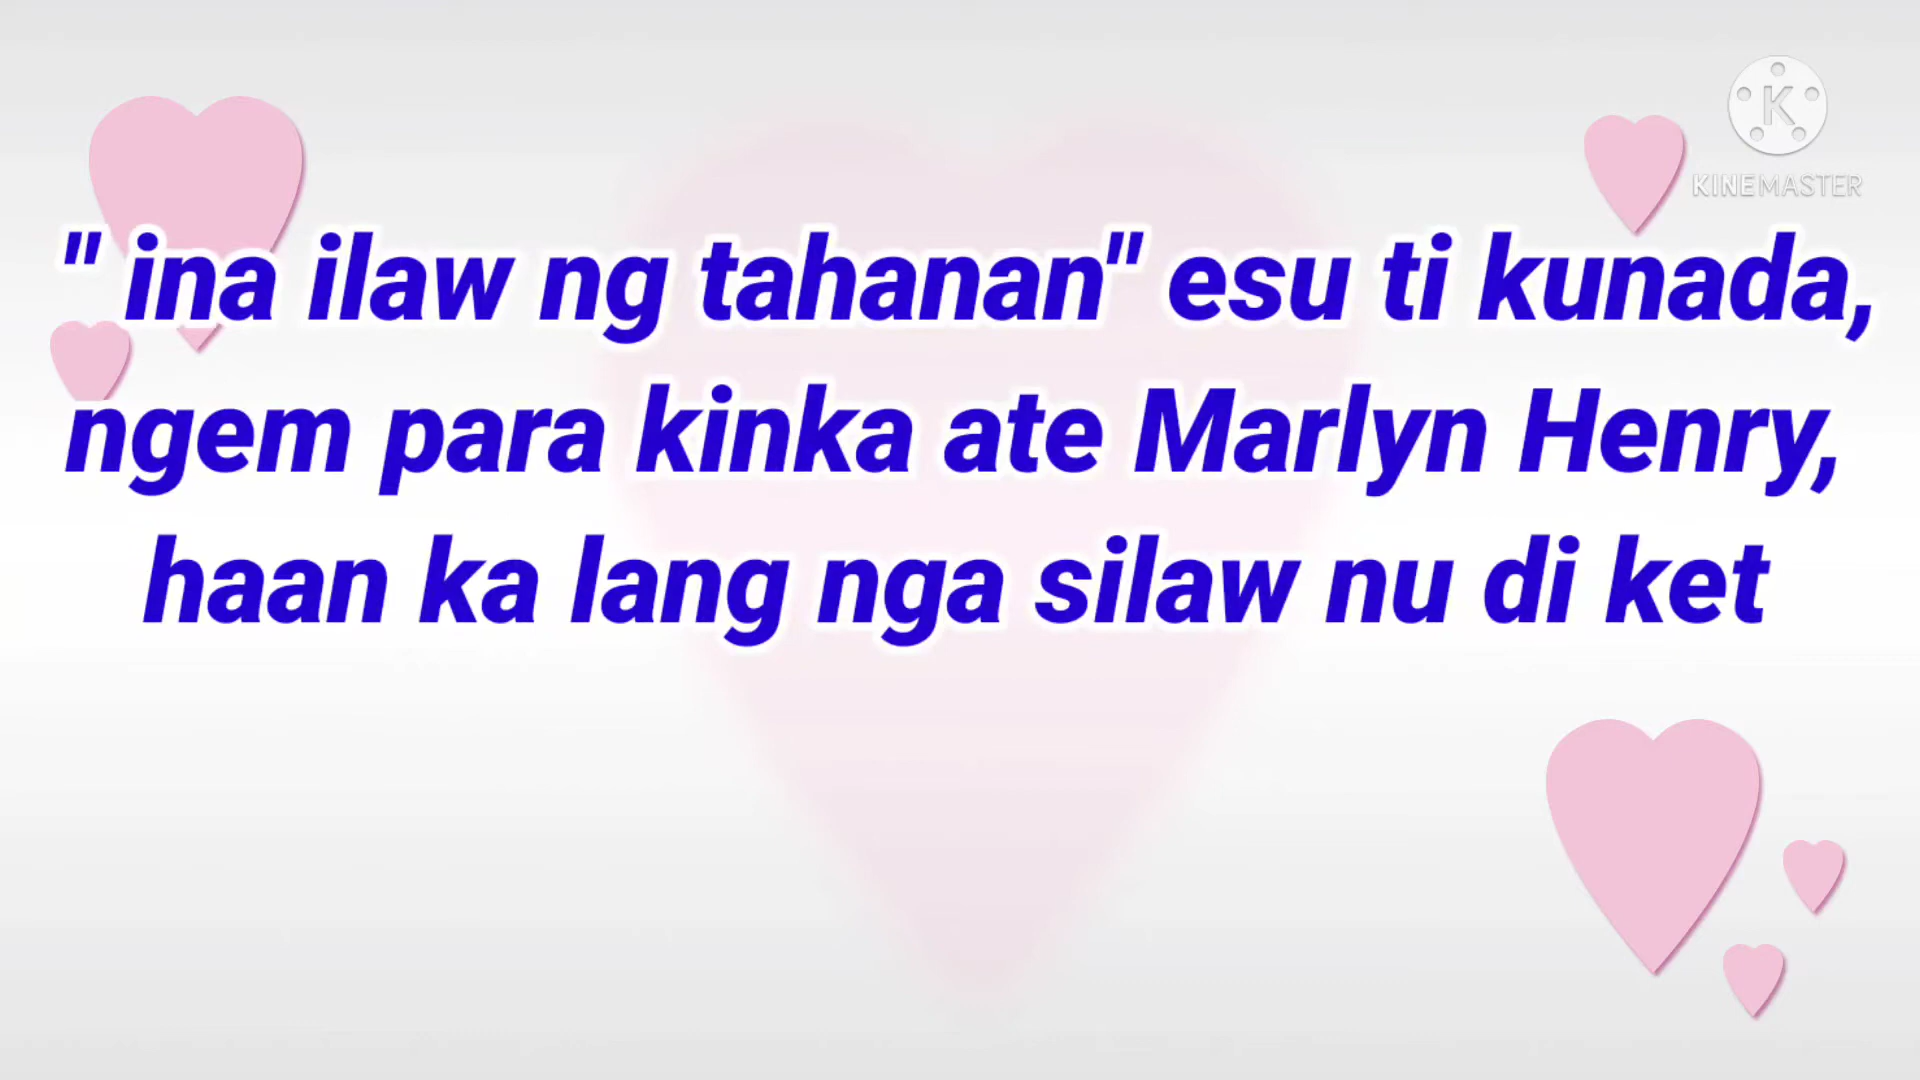 KINEMASTER
" ina ilaw ng tahanan" esu ti kunada,
ngem para kinka ate Marlyn Henry,
haan ka lang nga silaw nu di ket